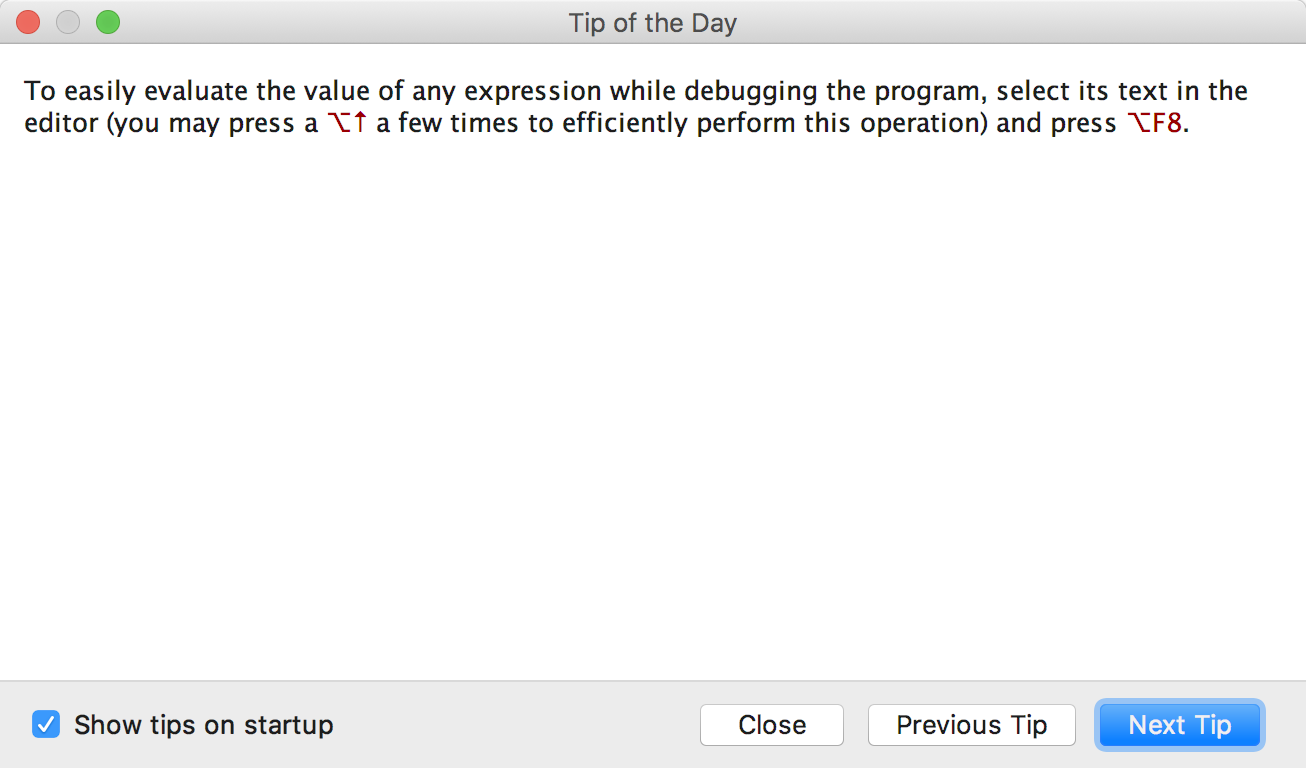 Tip of the Day
To easily evaluate the value of any expression while debugging the program, select its text in the
editor (you may press a ⌥↑ a few times to efficiently perform this operation) and press ⌥F8.
Show tips on startup
Close
Previous Tip
Next Tip